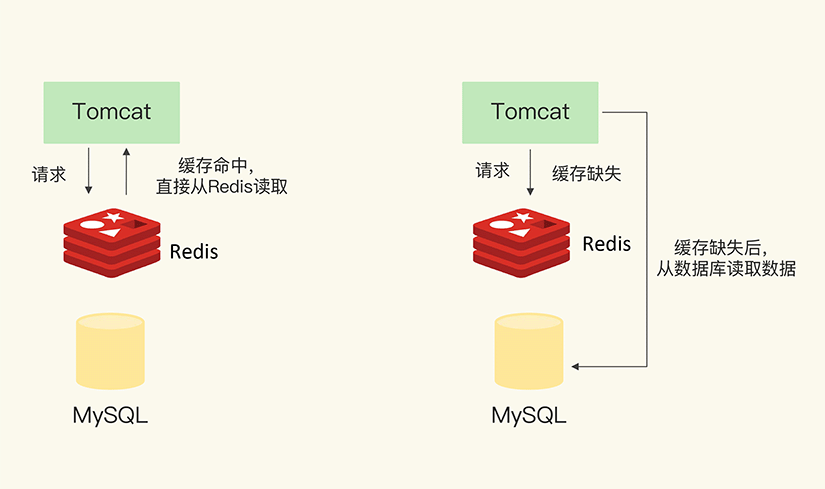 Tomcat
请求
缓存命中，
直接从Redis读取
Redis
MySQL
Tomcat
请求
缓存缺失
Redis
缓存缺失后，
从数据库读取数据
MySQL